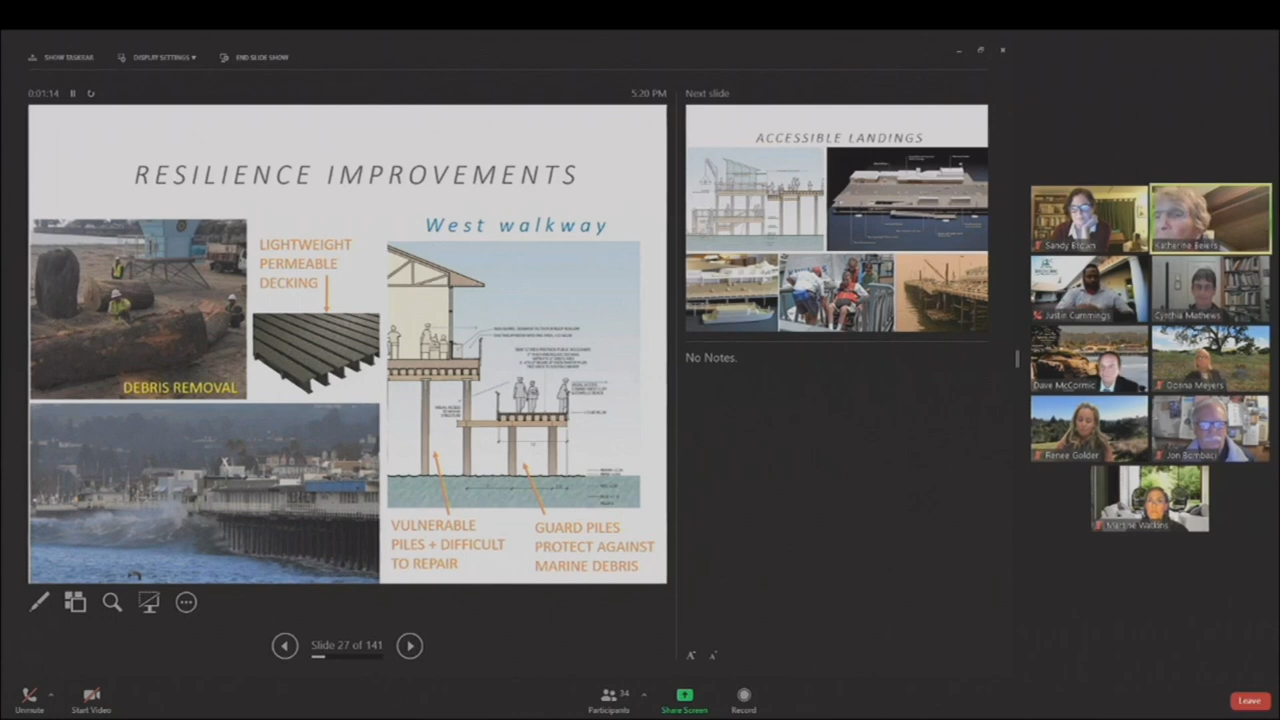 SHOW TASKBAR
DISPLAY SETTINGS
END SLIDE SHOW
0:01:14
5:20 PM
RESILIENCE IMPROVEMENTS
West walkway
LIGHTWEIGHT
PERMEABLE
DECKING
DEBRIS REMOVAL
VULNERABLE
PILES + DIFFICULT
TO REPAIR
GUARD PILES
PROTECT AGAINST
MARINE DEBRIS
Slide 27 of 141
Next slide
ACCESSIBLE LANDINGS
No Notes.
Sandy Brown
Katherine Beiers
Justin Cummings
Cynthia Mathews
Dave McCormic
Donna Meyers
Renee Golder
Jon Bombaci
Martine Watkins
Unmute
Start Video
34
Participants
Share Screen
Record
Leave